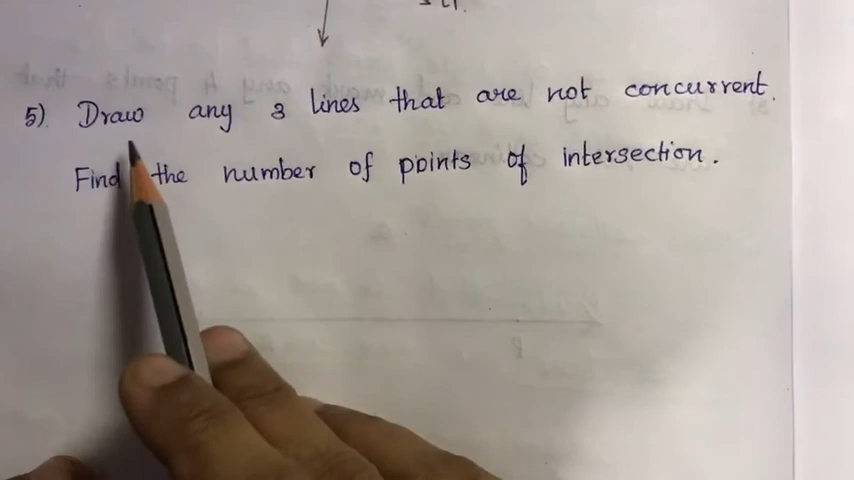 5) Draw any 3 lines that are not concurrent.
Find the number of points of intersection.